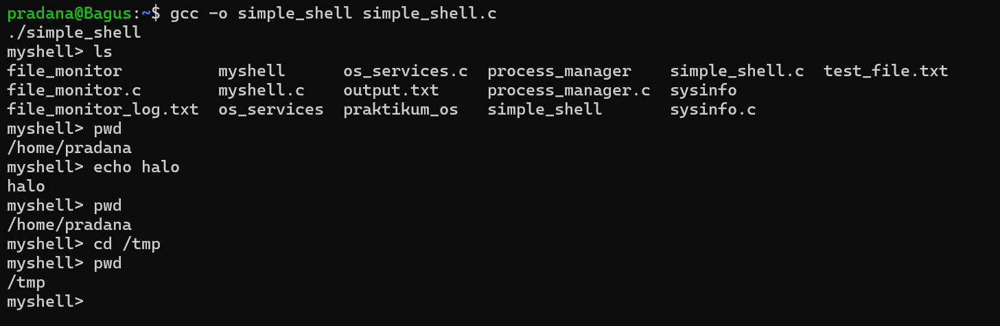 pradana@Bagus:~$ gcc -o simple_shell simple_shell.c
./simple_shell
myshell> ls
file_monitor          myshell      os_services.c  process_manager    simple_shell.c  test_file.txt
file_monitor.c        myshell.c    output.txt     process_manager.c  sysinfo
file_monitor_log.txt  os_services  praktikum_os   simple_shell       sysinfo.c
myshell> pwd
/home/pradana
myshell> echo halo
halo
myshell> pwd
/home/pradana
myshell> cd /tmp
myshell> pwd
/tmp
myshell>